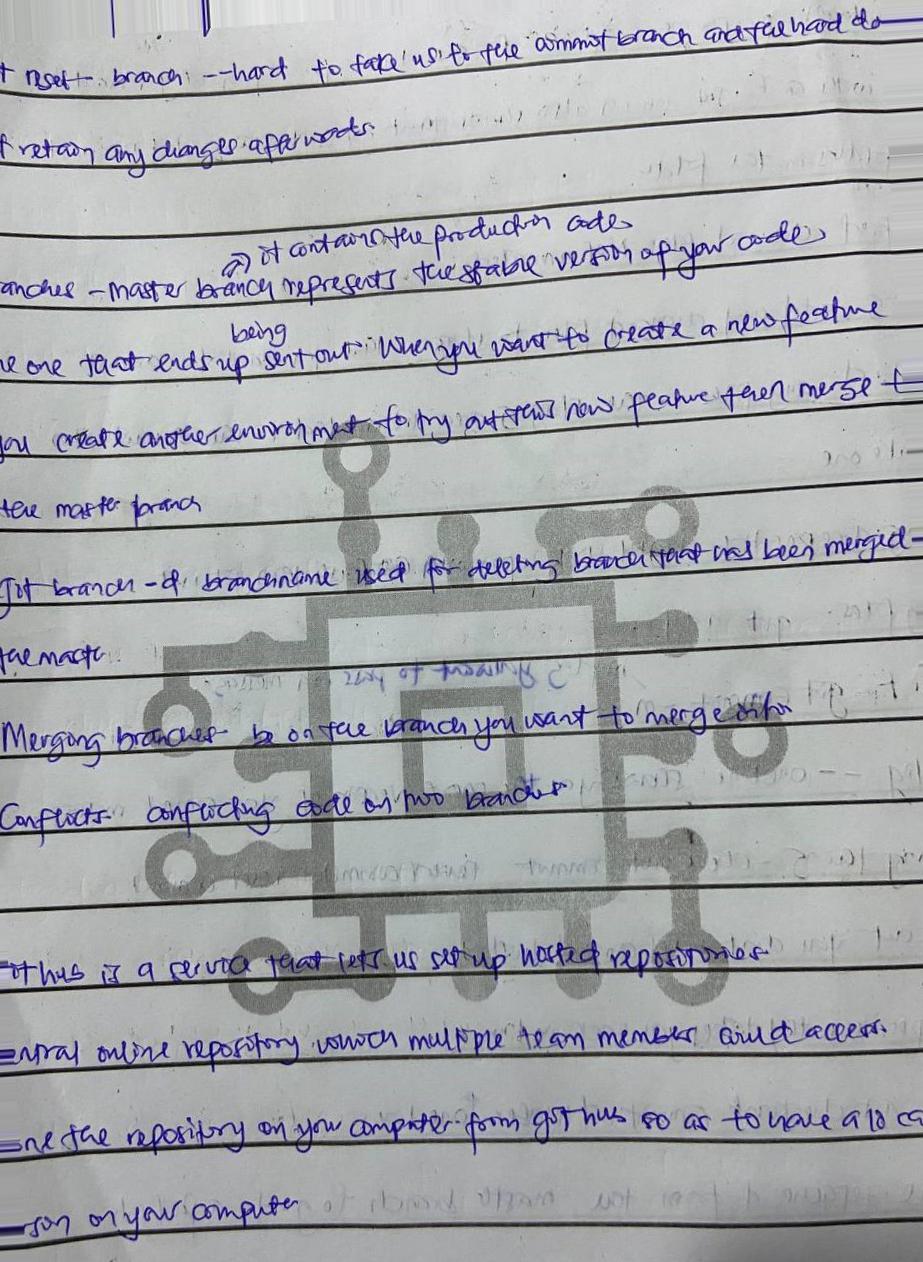 t reset branch --hard to take us to the commit branch and the hard do
t retain any changes afterwards.
→ it contains the production code
anches - master branch represents the stable version of your code
being
he one that ends up sent out. When you want to create a new feature
you create another environment to try out this new feature then merge t
the master branch
Git branch -d branchname used for deleting branch that has been merged
the master
Merging branches be on the branch you want to merge onto
Conflicts conflicting code on two branches
ithub is a service that lets us set up hosted repositories
entral online repository which multiple team members could access.
one the repository on your computer from github so as to have a loca
sion on your computer